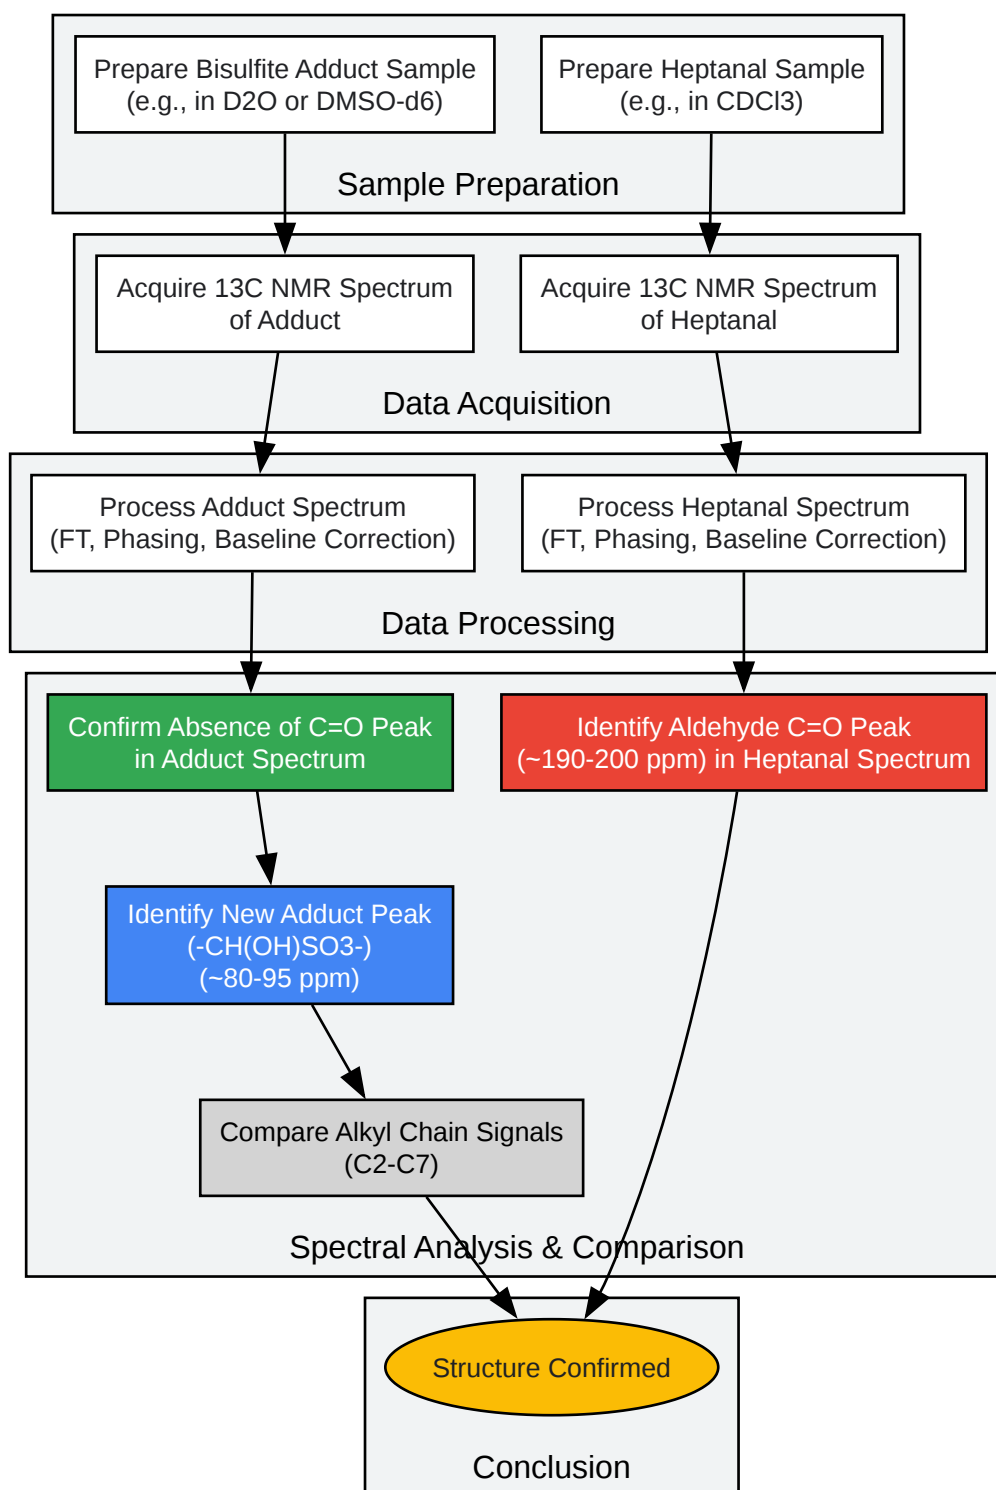 Prepare Bisulfite Adduct Sample
(e.g., in D2O or DMSO-d6)
Prepare Heptanal Sample
(e.g., in CDCl3)
Sample Preparation
Acquire 13C NMR Spectrum
of Adduct
Acquire 13C NMR Spectrum
of Heptanal
Data Acquisition
Process Adduct Spectrum
(FT, Phasing, Baseline Correction)
Process Heptanal Spectrum
(FT, Phasing, Baseline Correction)
Data Processing
Confirm Absence of C=O Peak
in Adduct Spectrum
Identify Aldehyde C=O Peak
(~190-200 ppm) in Heptanal Spectrum
Identify New Adduct Peak
(-CH(OH)SO3-)
(~80-95 ppm)
Compare Alkyl Chain Signals
(C2-C7)
Spectral Analysis & Comparison
Structure Confirmed
Conclusion